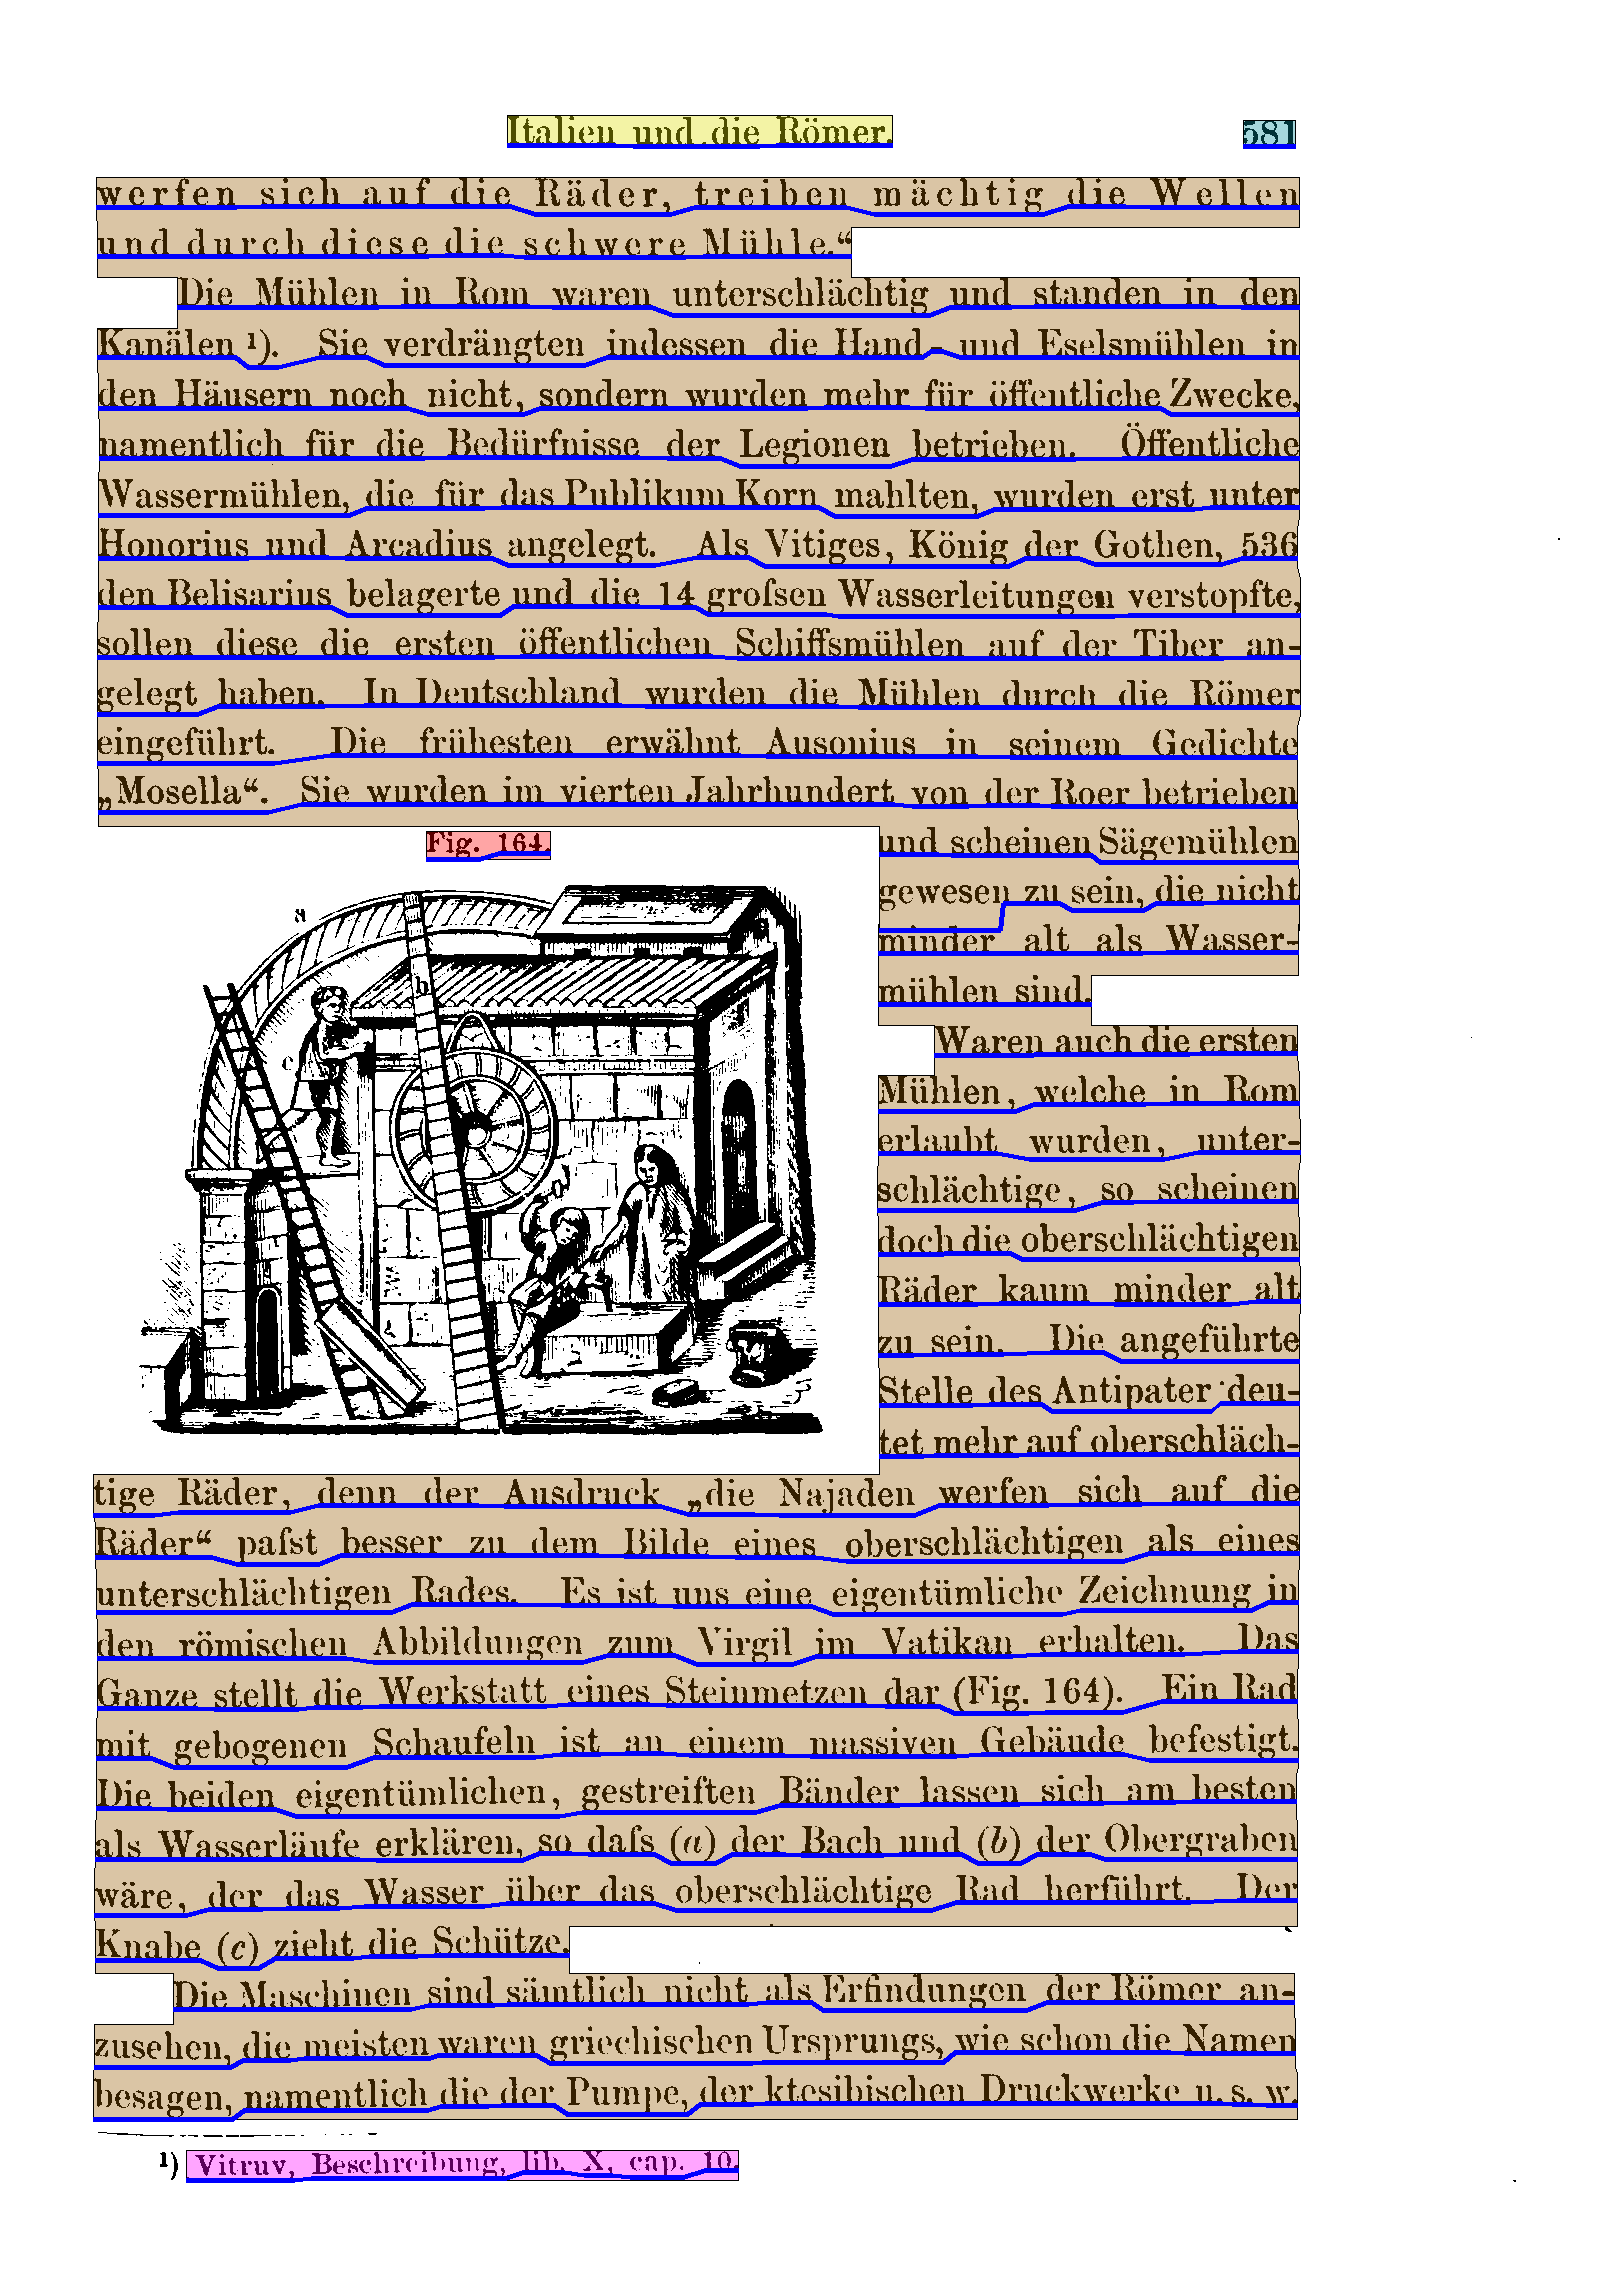 Italien und die Römer.
581
werfen sich auf die Räder, treiben mächtig die Wellen
und durch diese die schwere Mühle.“
Die Mühlen in Rom waren unterschlächtig und standen in den
Kanälen ¹). Sie verdrängten indessen die Hand- und Eselsmühlen in
den Häusern noch nicht, sondern wurden mehr für öffentliche Zwecke,
namentlich für die Bedürfnisse der Legionen betrieben. Öffentliche
Wassermühlen, die für das Publikum Korn mahlten, wurden erst unter
Honorius und Arcadius angelegt. Als Vitiges, König der Gothen, 536
den Belisarius belagerte und die 14 groſsen Wasserleitungen verstopfte,
sollen diese die ersten öffentlichen Schiffsmühlen auf der Tiber an-
gelegt haben. In Deutschland wurden die Mühlen durch die Römer
eingeführt. Die frühesten erwähnt Ausonius in seinem Gedichte
„Mosella“. Sie wurden im vierten Jahrhundert von der Roer betrieben
Fig. 164.
a
b
c
und scheinen Sägemühlen
gewesen zu sein, die nicht
minder alt als Wasser-
mühlen sind.
Waren auch die ersten
Mühlen, welche in Rom
erlaubt wurden, unter-
schlächtige, so scheinen
doch die oberschlächtigen
Räder kaum minder alt
zu sein. Die angeführte
Stelle des Antipater deu-
tet mehr auf oberschläch-
tige Räder, denn der Ausdruck „die Najaden werfen sich auf die
Räder“ paſst besser zu dem Bilde eines oberschlächtigen als eines
unterschlächtigen Rades. Es ist uns eine eigentümliche Zeichnung in
den römischen Abbildungen zum Virgil im Vatikan erhalten. Das
Ganze stellt die Werkstatt eines Steinmetzen dar (Fig. 164). Ein Rad
mit gebogenen Schaufeln ist an einem massiven Gebäude befestigt.
Die beiden eigentümlichen, gestreiften Bänder lassen sich am besten
als Wasserläufe erklären, so daſs (a) der Bach und (b) der Obergraben
wäre, der das Wasser über das oberschlächtige Rad herführt. Der
Knabe (c) zieht die Schütze.
Die Maschinen sind sämtlich nicht als Erfindungen der Römer an-
zusehen, die meisten waren griechischen Ursprungs, wie schon die Namen
besagen, namentlich die der Pumpe, der ktesibischen Druckwerke u. s. w.
¹) Vitruv, Beschreibung, lib. X, cap. 10.